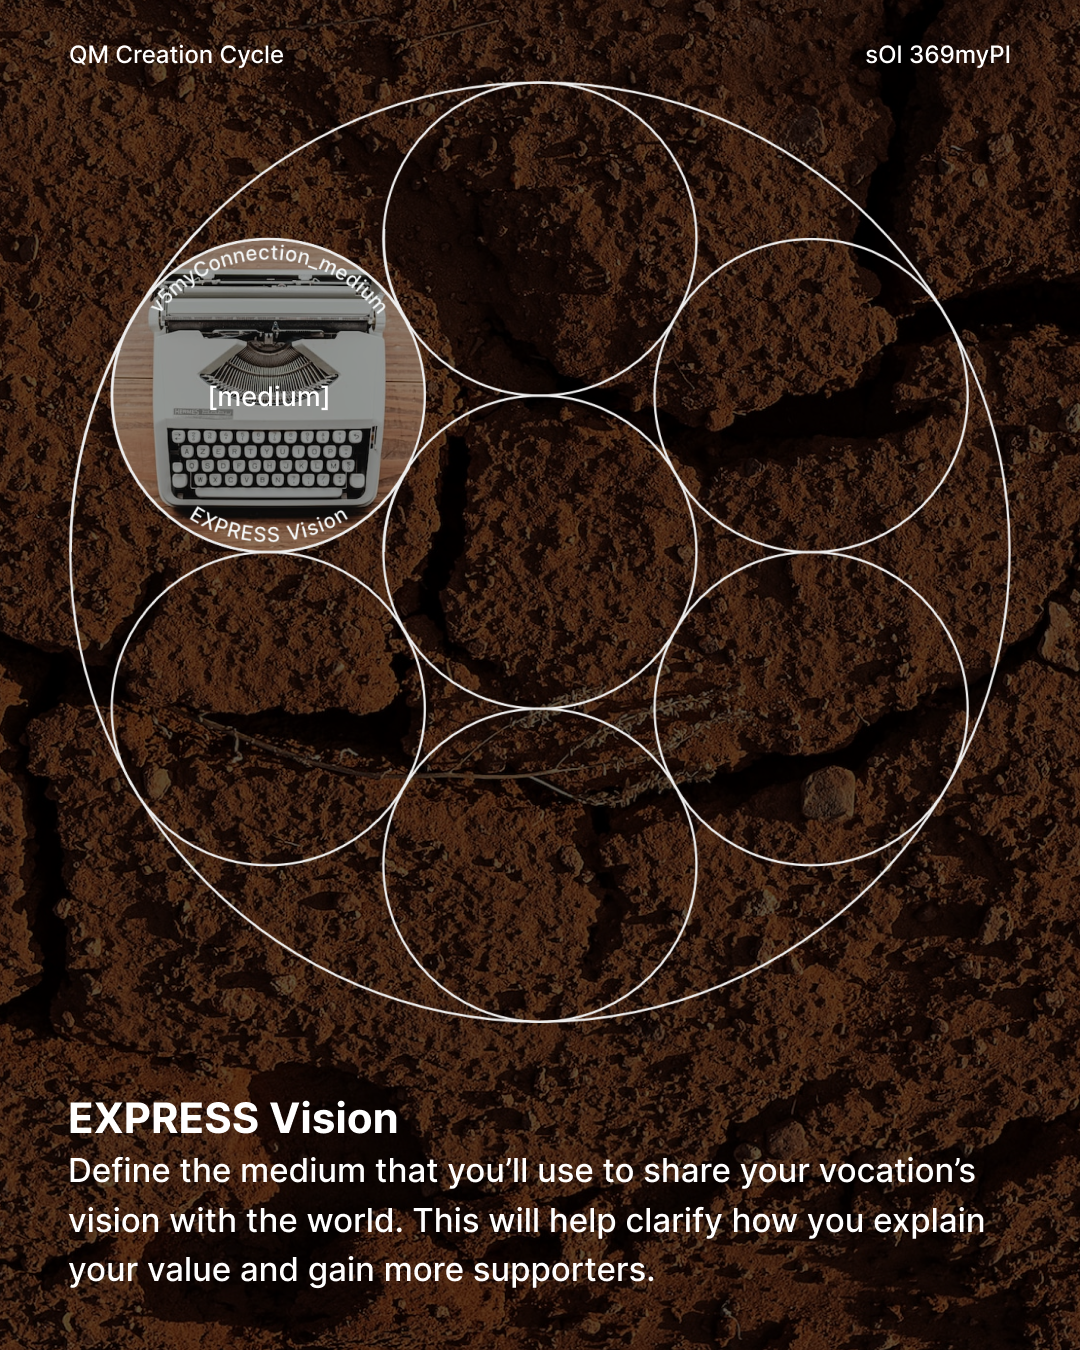 QM Creation Cycle
sOI 369myPI
v5myConnection_medium
[medium]
A Z E R T Y U I O P
Q S D F G H J K L M
W X C V B N
EXPRESS Vision
EXPRESS Vision
Define the medium that you’ll use to share your vocation’s
vision with the world. This will help clarify how you explain
your value and gain more supporters.